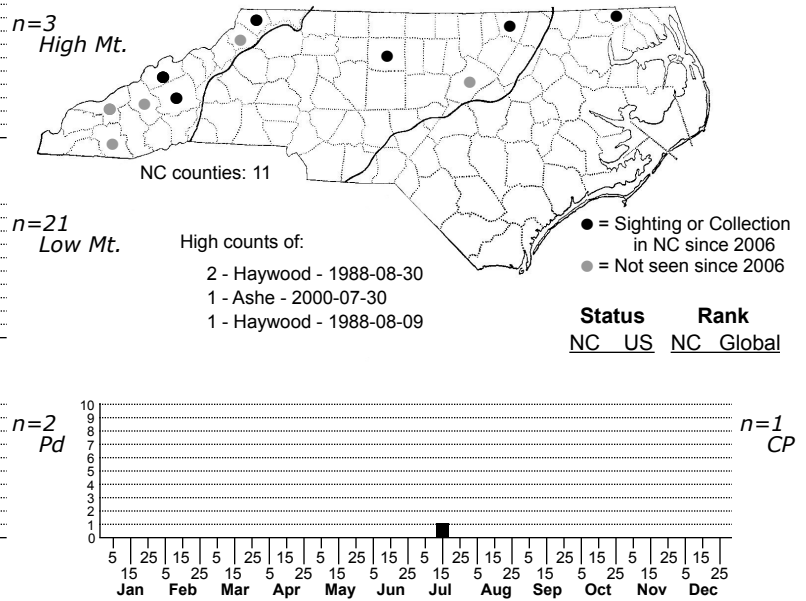 n=3
High Mt.
NC counties: 11
n=21
Low Mt.
High counts of:
2 - Haywood - 1988-08-30
1 - Ashe - 2000-07-30
1 - Haywood - 1988-08-09
= Sighting or Collection
in NC since 2006
= Not seen since 2006
Status Rank
NC US NC Global
n=2
Pd
n=1
CP
10
9
8
7
6
5
4
3
2
1
0
5 25 15 5 25 15 5 25 15 5 25 15 5 25 15 5 25 15
15 5 25 15 5 25 15 5 25 15 5 25 15 5 25 15 5 25
Jan Feb Mar Apr May Jun Jul Aug Sep Oct Nov Dec